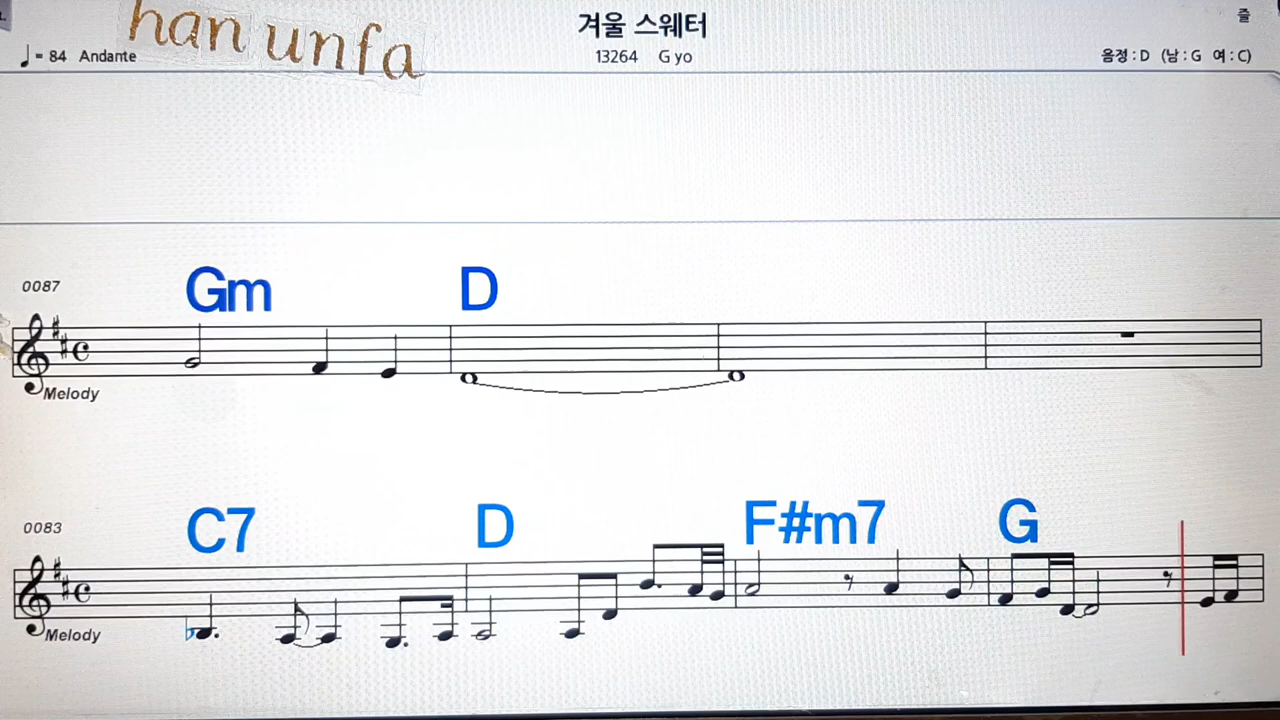 han unfa
겨울 스웨터
즐
♩= 84 Andante
13264 G yo
음정 : D (남 : G 여 : C)
0087
Gm D
Melody
0083
C7 D F#m7 G
Melody